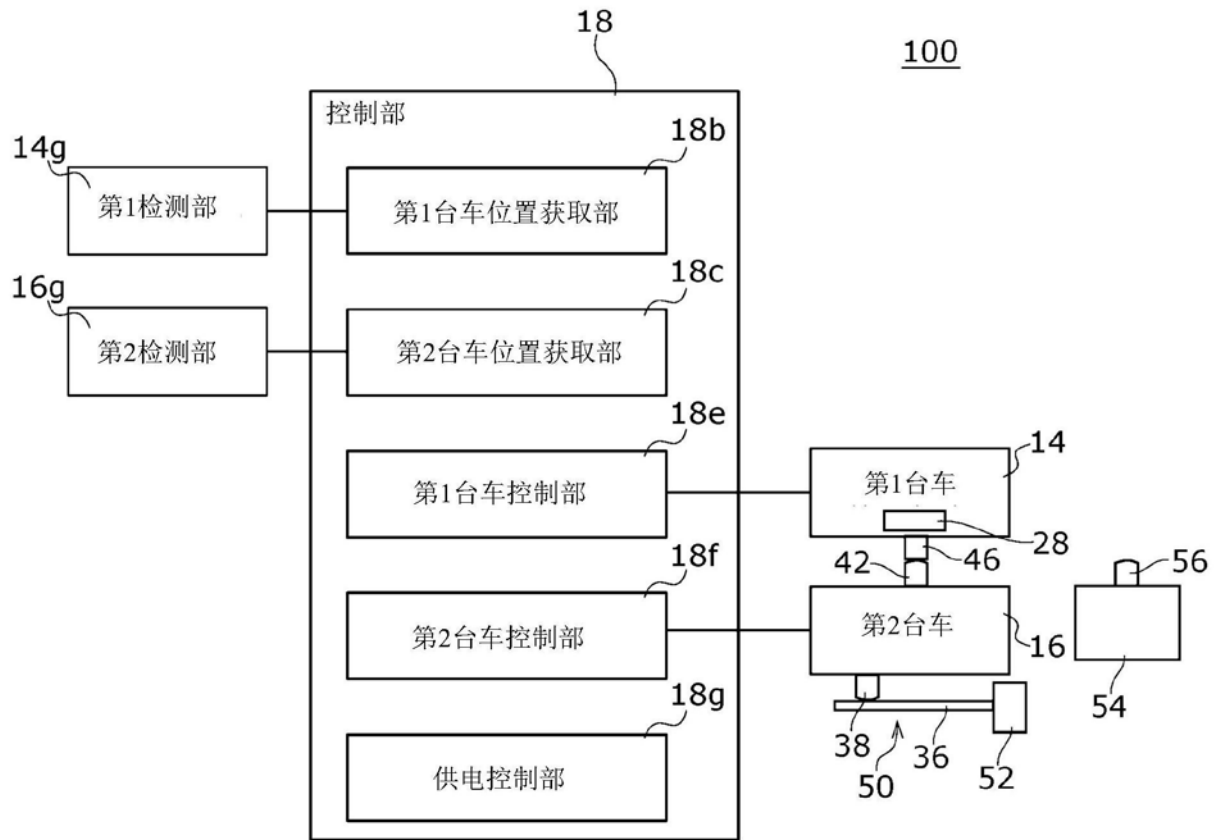 18
100
控制部
14g
第1检测部
18b
第1台车位置获取部
16g
第2检测部
18c
第2台车位置获取部
18e
第1台车控制部
14
第1台车
28
46
42
56
18f
第2台车控制部
第2台车
16
54
18g
供电控制部
38
50
36
52